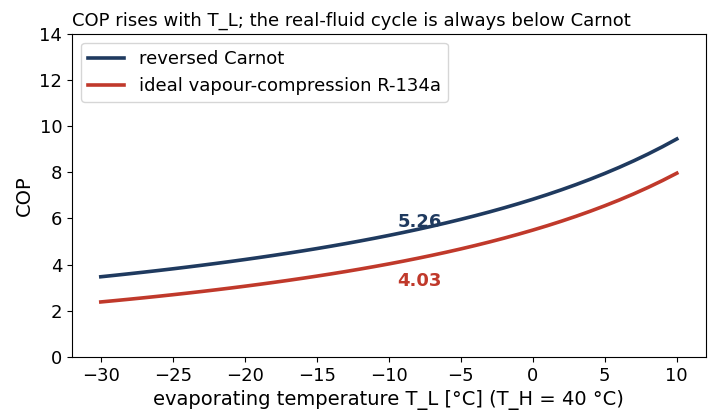 COP rises with T_L; the real-fluid cycle is always below Carnot
14
12
10
8
6
4
2
0
COP
reversed Carnot
ideal vapour-compression R-134a
5.26
4.03
−30 −25 −20 −15 −10 −5 0 5 10
evaporating temperature T_L [°C] (T_H = 40 °C)